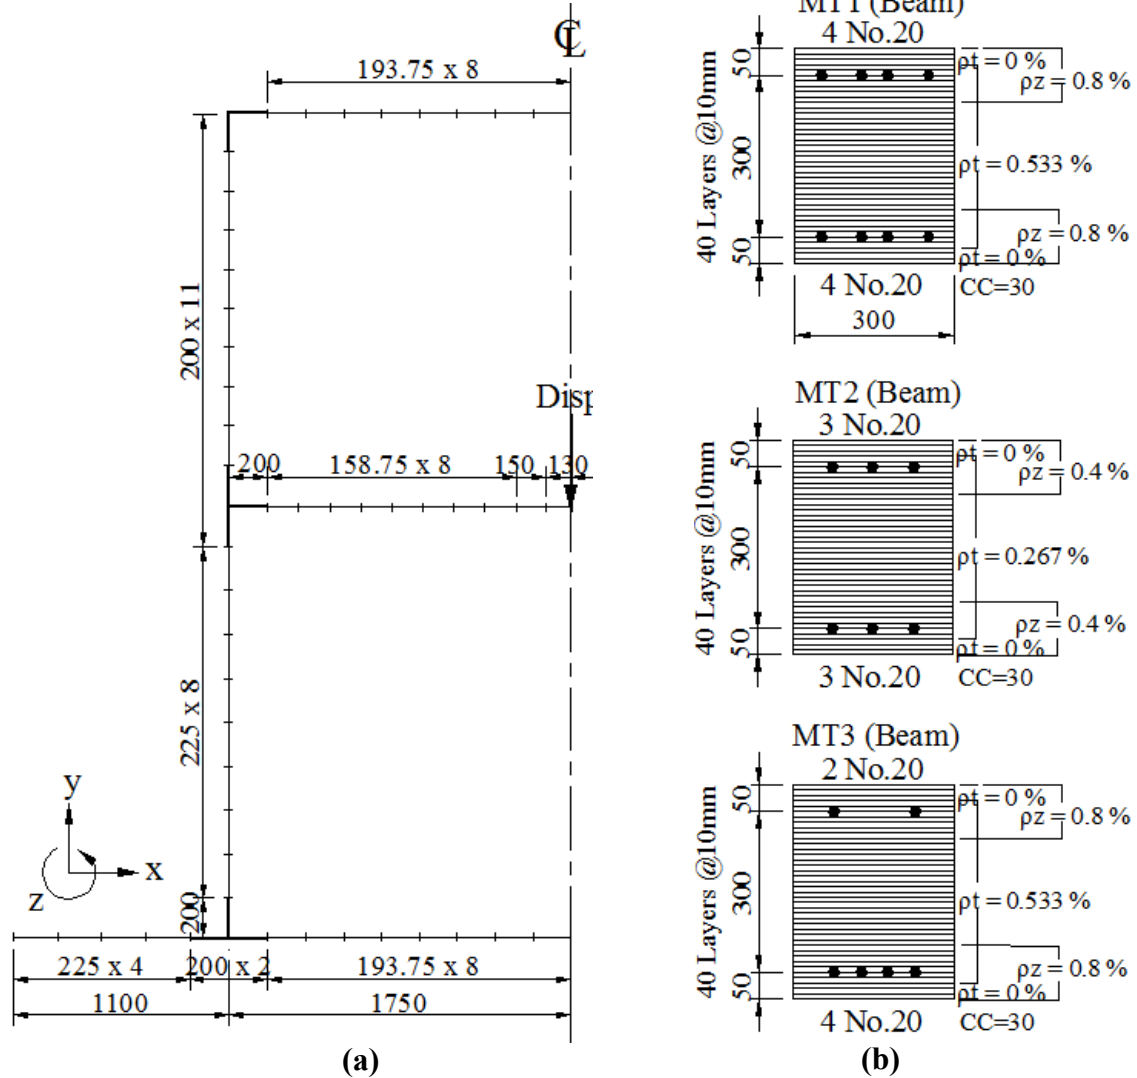 ℄
193.75 x 8
200 x 11
Disp
200
158.75 x 8
150
130
225 x 8
y
x
z
200
225 x 4
200 x 2
193.75 x 8
1100
1750
(a)
MT1 (Beam)
4 No.20
50
300
50
40 Layers @10mm
ρt = 0 %
ρz = 0.8 %
ρt = 0.533 %
ρz = 0.8 %
ρt = 0 %
4 No.20
CC=30
300
MT2 (Beam)
3 No.20
50
300
50
40 Layers @10mm
ρt = 0 %
ρz = 0.4 %
ρt = 0.267 %
ρz = 0.4 %
ρt = 0 %
3 No.20
CC=30
MT3 (Beam)
2 No.20
50
300
50
40 Layers @10mm
ρt = 0 %
ρz = 0.8 %
ρt = 0.533 %
ρz = 0.8 %
ρt = 0 %
4 No.20
CC=30
(b)